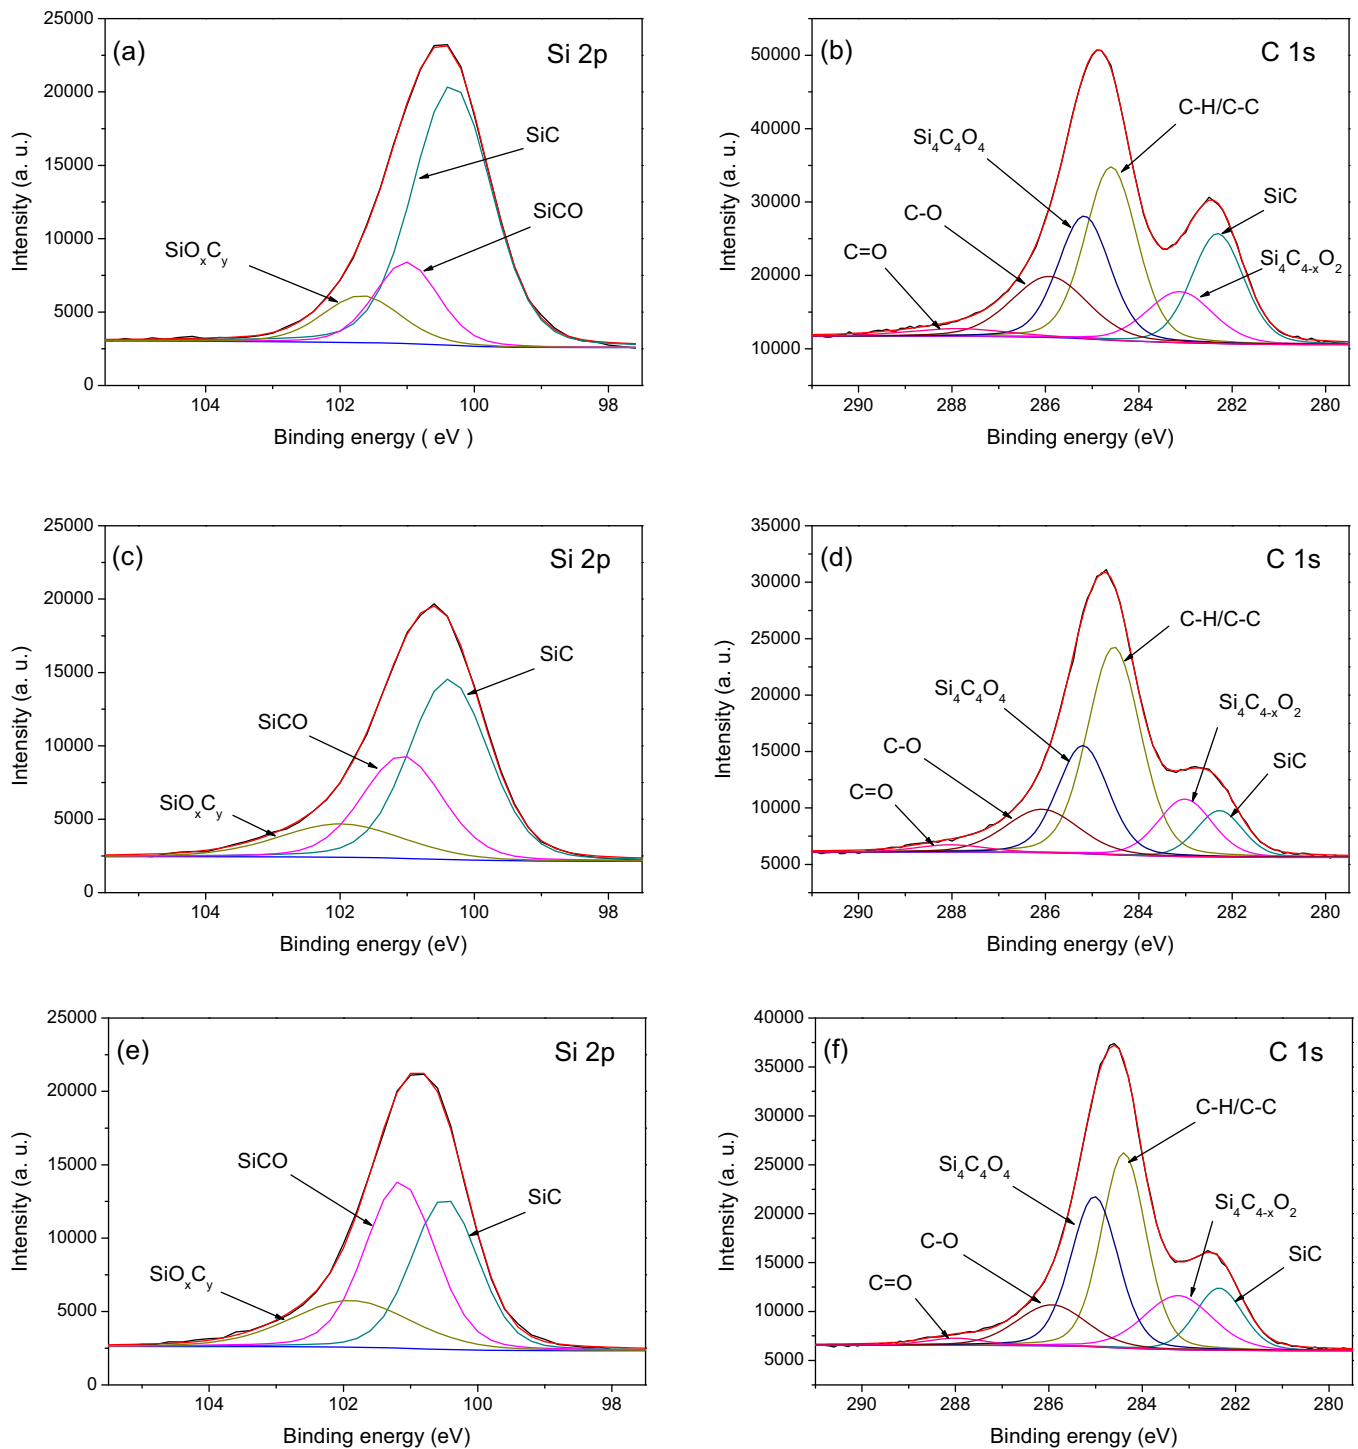 (a) Si 2p
25000
20000
15000
10000
5000
0
SiC
SiCO
SiOxCy
104 102 100 98
Binding energy ( eV )
Intensity (a. u.)
(b) C 1s
50000
40000
30000
20000
10000
C-H/C-C
Si4C4O4
C-O
C=O
SiC
Si4C4-xO2
290 288 286 284 282 280
Binding energy (eV)
Intensity (a. u.)
(c) Si 2p
25000
20000
15000
10000
5000
0
SiC
SiCO
SiOxCy
104 102 100 98
Binding energy (eV)
Intensity (a. u.)
(d) C 1s
35000
30000
25000
20000
15000
10000
5000
C-H/C-C
Si4C4O4
Si4C4-xO2
C-O
SiC
C=O
290 288 286 284 282 280
Binding energy (eV)
Intensity (a. u.)
(e) Si 2p
25000
20000
15000
10000
5000
0
SiCO
SiC
SiOxCy
104 102 100 98
Binding enerngy (eV)
Intensity (a. u.)
(f) C 1s
40000
35000
30000
25000
20000
15000
10000
5000
C-H/C-C
Si4C4O4
Si4C4-xO2
C-O
SiC
C=O
290 288 286 284 282 280
Binding erengy (eV)
Intensity (a. u.)